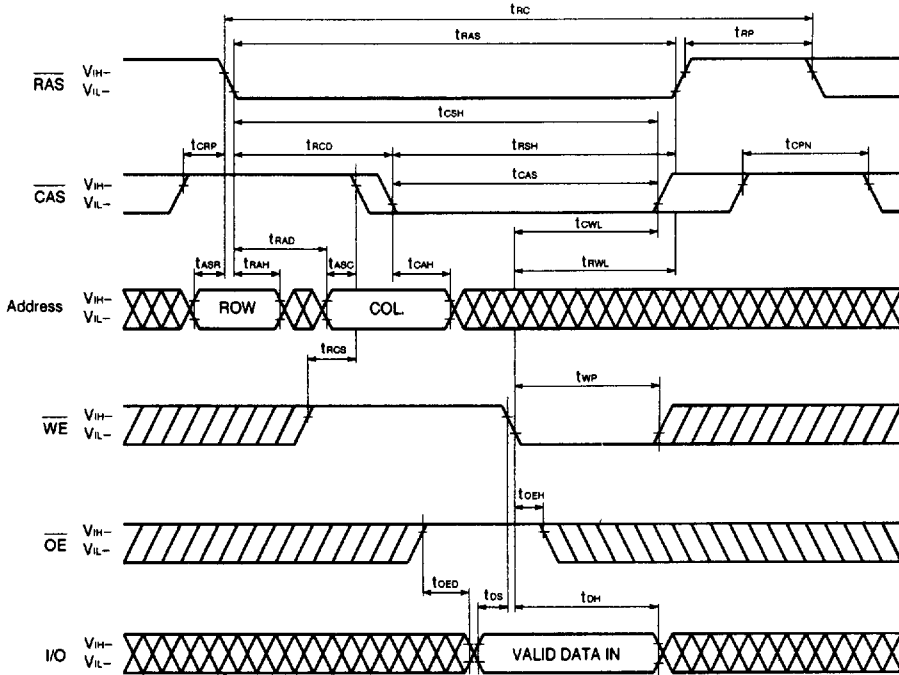 tRC
tRAS
tRP
RAS
VIH–
VIL–
tCSH
tCRP
tRCD
tRSH
tCPN
CAS
VIH–
VIL–
tCAS
tCWL
tRAD
tASR
tRAH
tASC
tCAH
tRWL
Address
VIH–
VIL–
ROW
COL.
tRCS
tWP
WE
VIH–
VIL–
tOEH
OE
VIH–
VIL–
tOED
tDS
tDH
I/O
VIH–
VIL–
VALID DATA IN